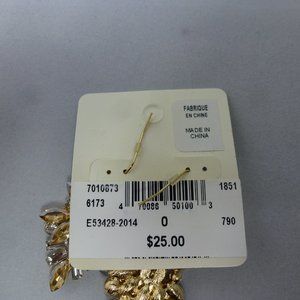 FABRIQUE
EN CHINE
MADE IN
CHINA
7010873 1851
6173 4 70086 50100 3
E53428-2014 0 790
$25.00